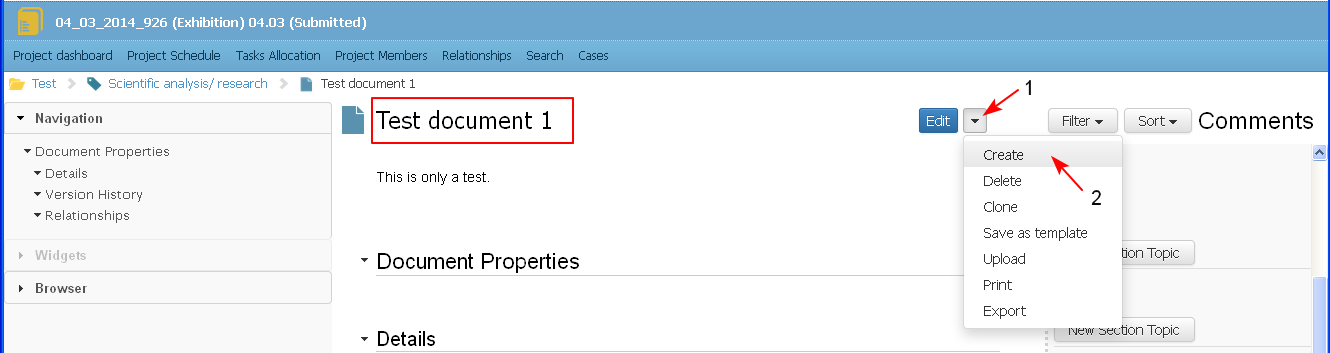 04_03_2014_926 (Exhibition) 04.03 (Submitted)
Project dashboard Project Schedule Tasks Allocation Project Members Relationships Search Cases
Test Scientific analysis/ research Test document 1
Navigation
Document Properties
Details
Version History
Relationships
Widgets
Browser
Test document 1
Edit
1
This is only a test.
Document Properties
Details
Create
2
Delete
Clone
Save as template
Upload
Print
Export
Filter Sort Comments
tion Topic
New Section Topic